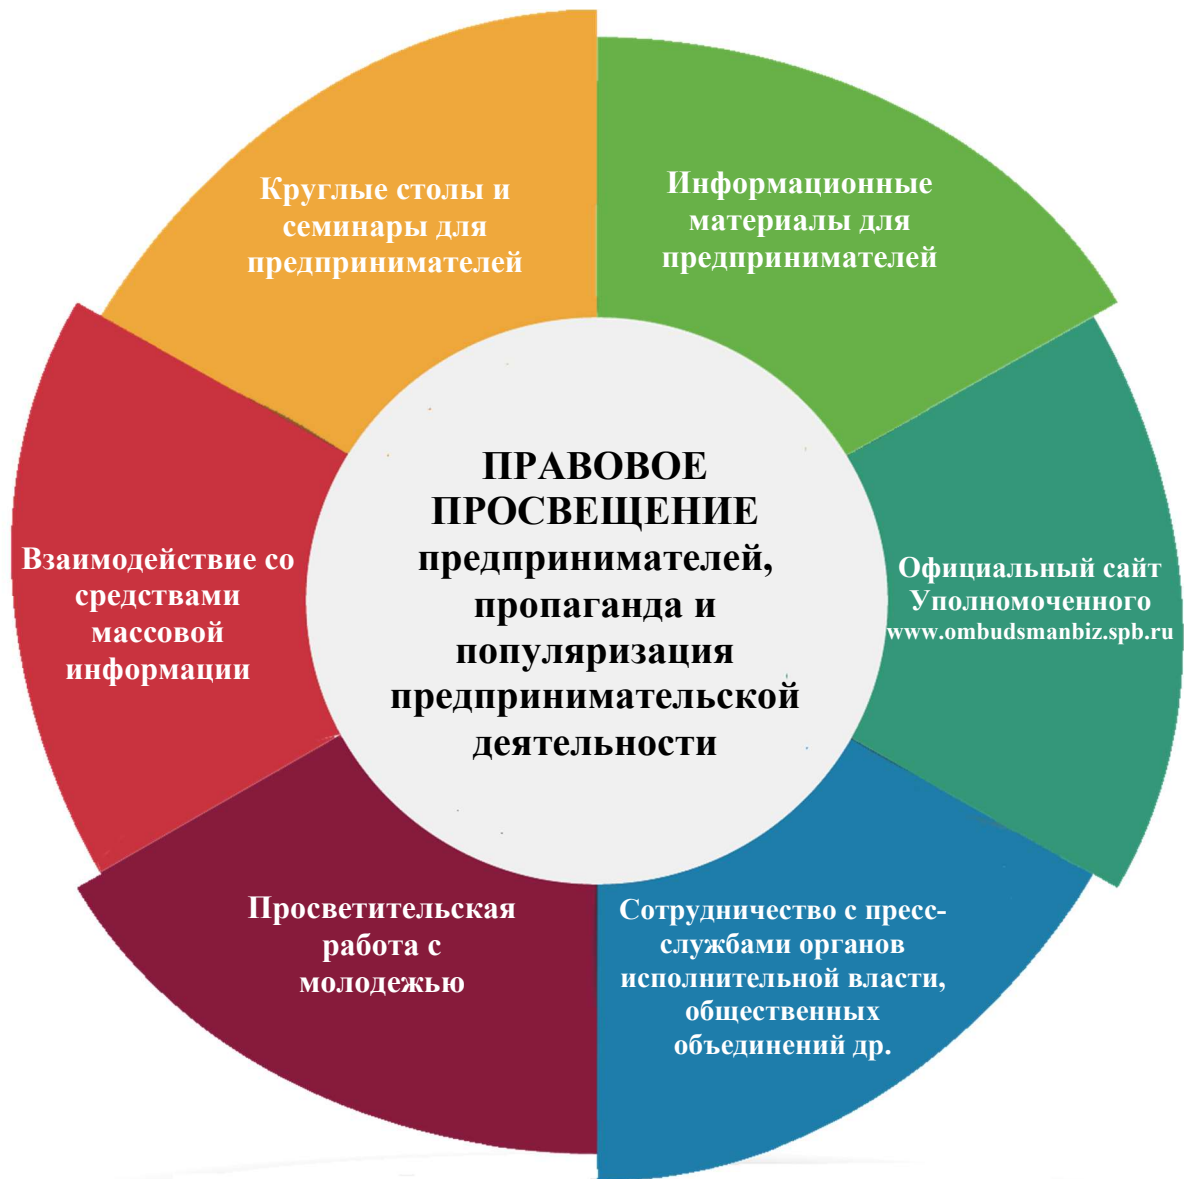 Круглые столы и
семинары для
предпринимателей
Информационные
материалы для
предпринимателей
ПРАВОВОЕ
ПРОСВЕЩЕНИЕ
предпринимателей,
пропаганда и
популяризация
предпринимательской
деятельности
Взаимодействие со
средствами
массовой
информации
Официальный сайт
Уполномоченного
www.ombudsmanbiz.spb.ru
Просветительская
работа с
молодежью
Сотрудничество с пресс-
службами органов
исполнительной власти,
общественных
объединений др.